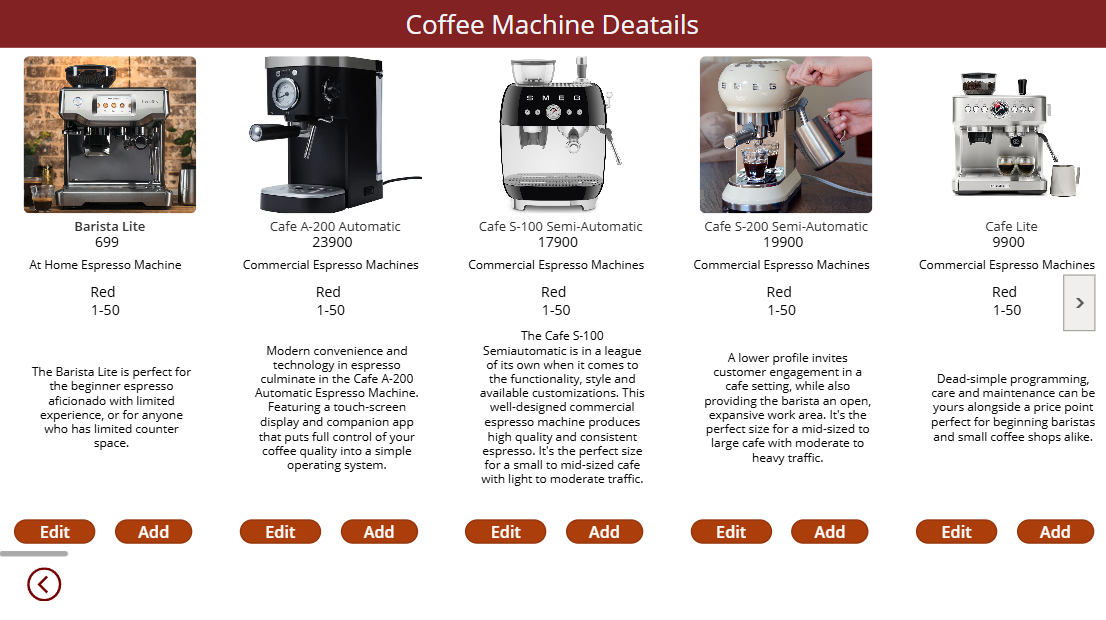 Coffee Machine Deatails
SMEG
SMEG
Barista Lite
699
At Home Espresso Machine
Red
1-50
The Barista Lite is perfect for
the beginner espresso
aficionado with limited
experience, or for anyone
who has limited counter
space.
Edit
Add
Cafe A-200 Automatic
23900
Commercial Espresso Machines
Red
1-50
Modern convenience and
technology in espresso
culminate in the Cafe A-200
Automatic Espresso Machine.
Featuring a touch-screen
display and companion app
that puts full control of your
coffee quality into a simple
operating system.
Edit
Add
Cafe S-100 Semi-Automatic
17900
Commercial Espresso Machines
Red
1-50
The Cafe S-100
Semiautomatic is in a league
of its own when it comes to
the functionality, style and
available customizations. This
well-designed commercial
espresso machine produces
high quality and consistent
espresso. It's the perfect size
for a small to mid-sized cafe
with light to moderate traffic.
Edit
Add
Cafe S-200 Semi-Automatic
19900
Commercial Espresso Machines
Red
1-50
A lower profile invites
customer engagement in a
cafe setting, while also
providing the barista an open,
expansive work area. It's the
perfect size for a mid-sized to
large cafe with moderate to
heavy traffic.
Edit
Add
Cafe Lite
9900
Commercial Espresso Machines
Red
1-50
Dead-simple programming,
care and maintenance can be
yours alongside a price point
perfect for beginning baristas
and small coffee shops alike.
Edit
Add